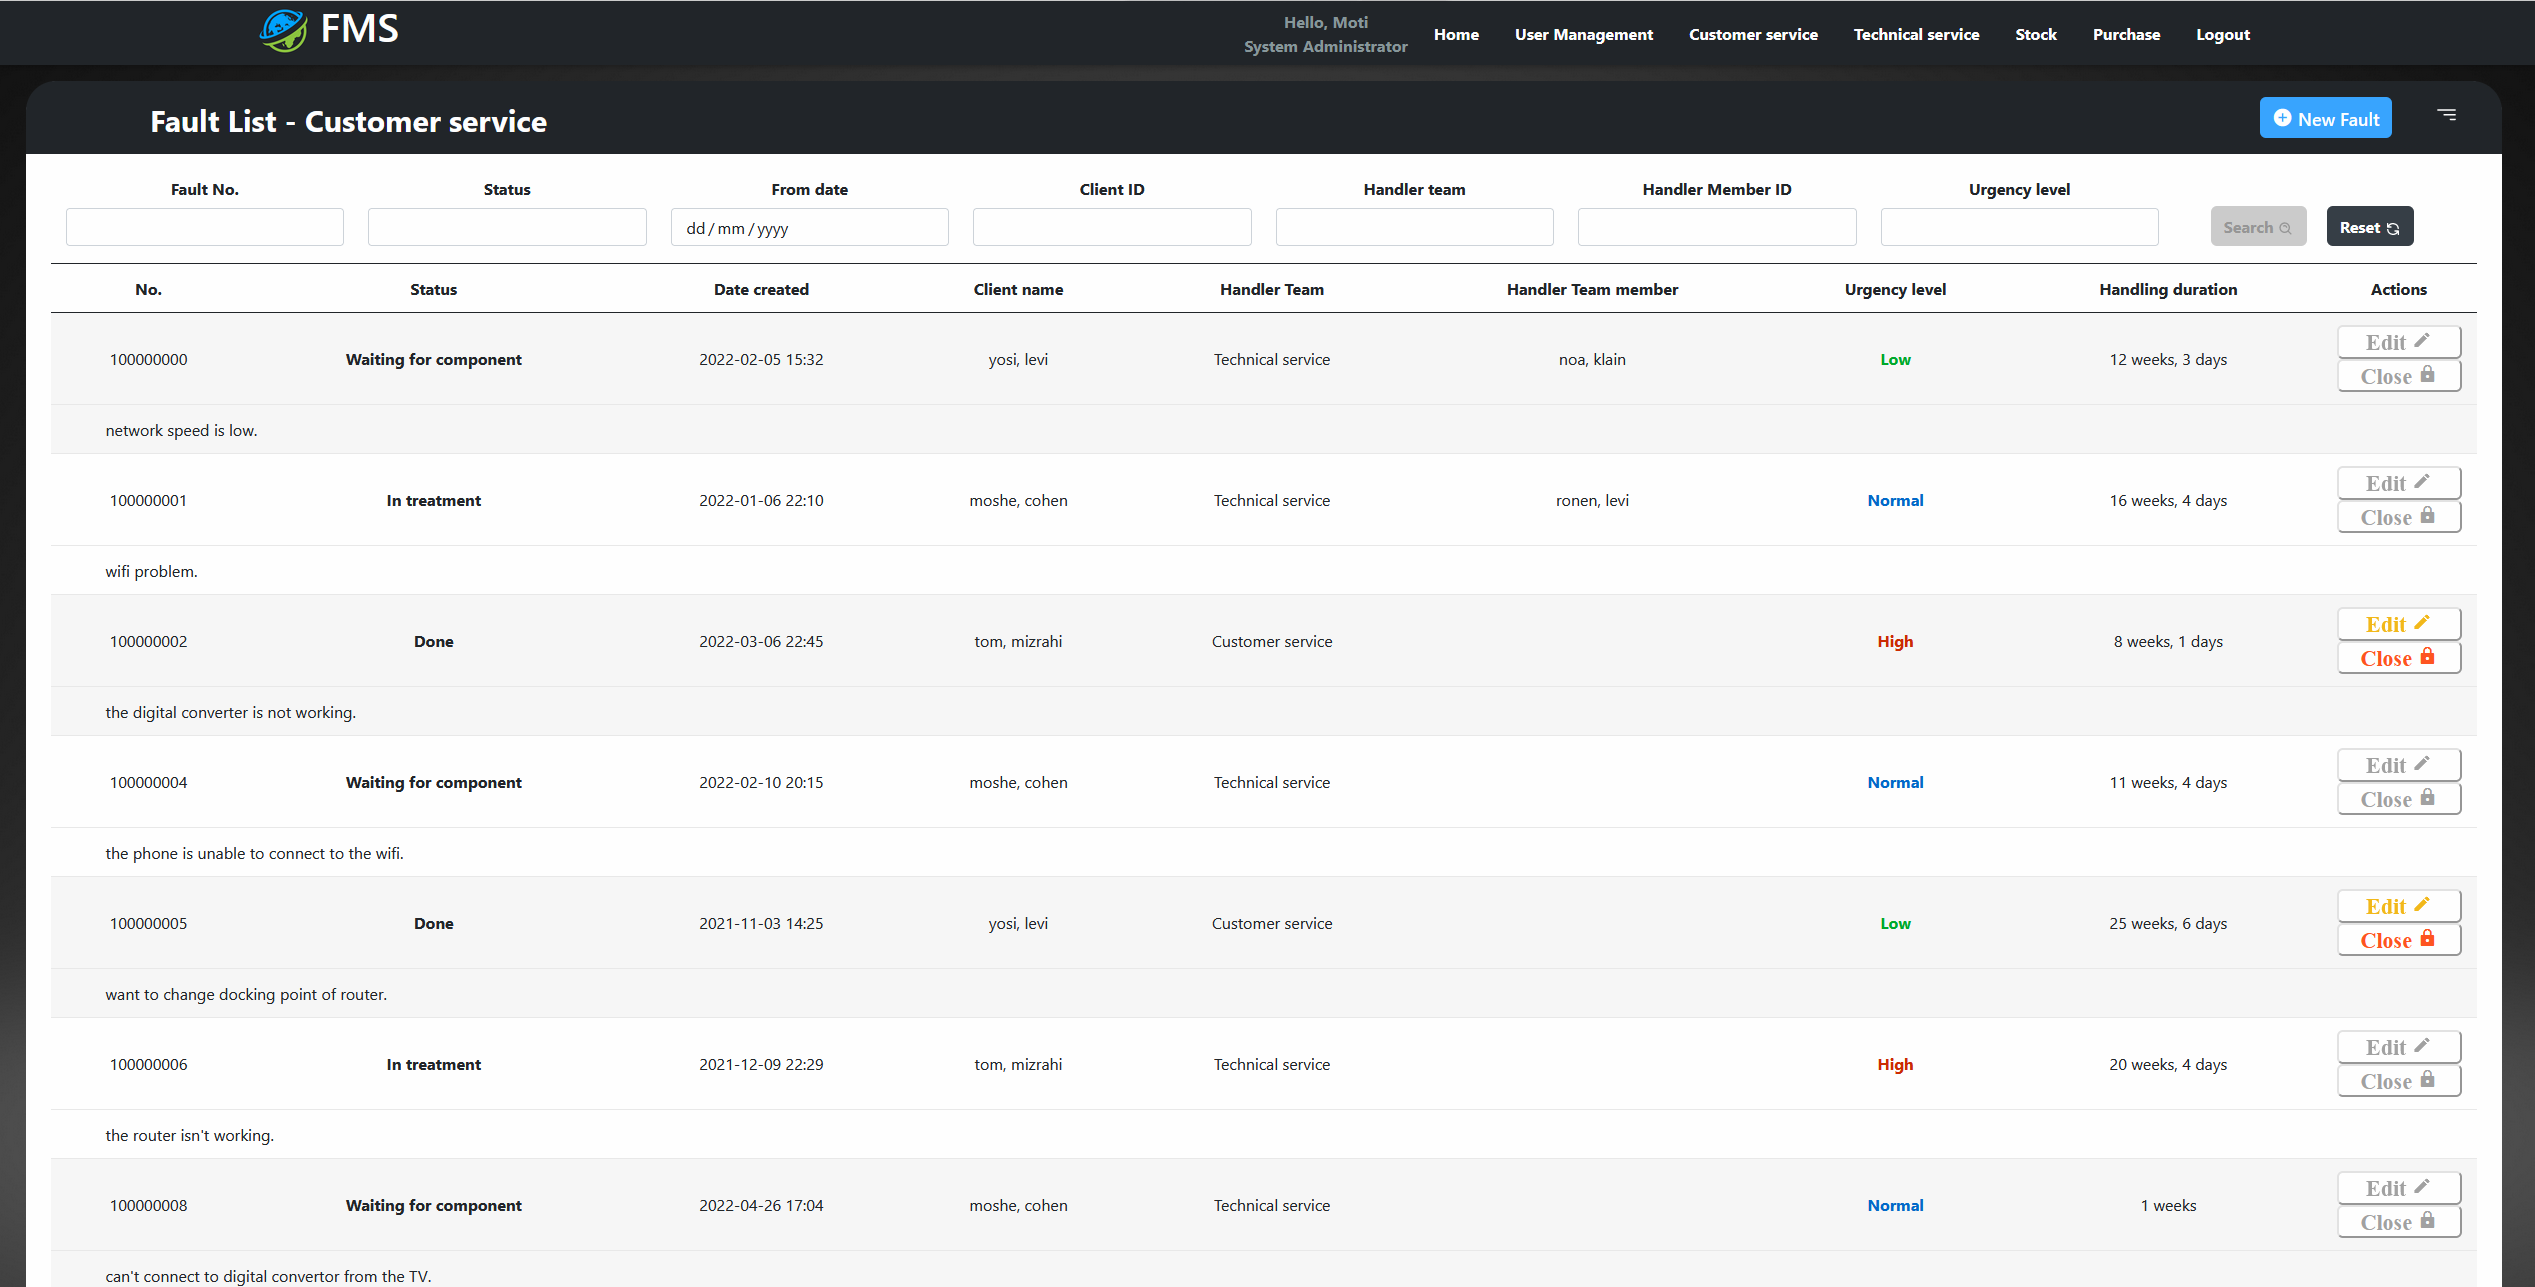 FMS
Hello, Moti
System Administrator
Home User Management Customer service Technical service Stock Purchase Logout
Fault List - Customer service
New Fault
Fault No. Status From date Client ID Handler team Handler Member ID Urgency level
dd/mm/yyyy
Search Reset
No. Status Date created Client name Handler Team Handler Team member Urgency level Handling duration Actions
100000000 Waiting for component 2022-02-05 15:32 yosi, levi Technical service noa, klain Low 12 weeks, 3 days
Edit
Close
network speed is low.
100000001 In treatment 2022-01-06 22:10 moshe, cohen Technical service ronen, levi Normal 16 weeks, 4 days
Edit
Close
wifi problem.
100000002 Done 2022-03-06 22:45 tom, mizrahi Customer service High 8 weeks, 1 days
Edit
Close
the digital converter is not working.
100000004 Waiting for component 2022-02-10 20:15 moshe, cohen Technical service Normal 11 weeks, 4 days
Edit
Close
the phone is unable to connect to the wifi.
100000005 Done 2021-11-03 14:25 yosi, levi Customer service Low 25 weeks, 6 days
Edit
Close
want to change docking point of router.
100000006 In treatment 2021-12-09 22:29 tom, mizrahi Technical service High 20 weeks, 4 days
Edit
Close
the router isn't working.
100000008 Waiting for component 2022-04-26 17:04 moshe, cohen Technical service Normal 1 weeks
Edit
Close
can't connect to digital convertor from the TV.